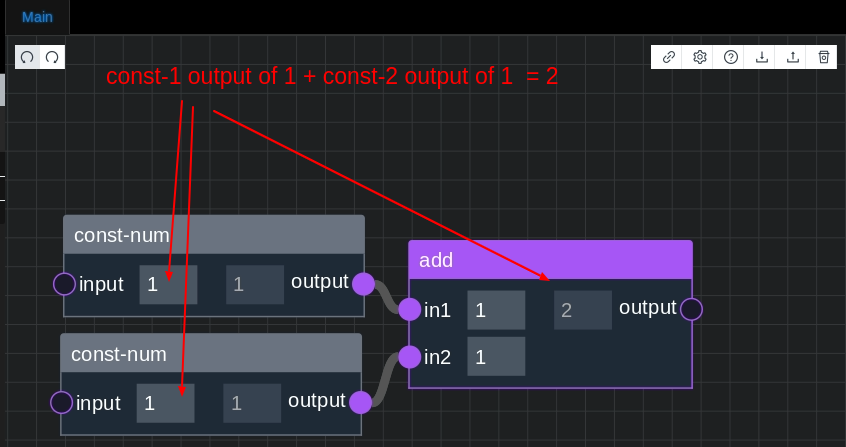 Main
const-1 output of 1 + const-2 output of 1 = 2
const-num
input 1 1 output
add
in1 1 2 output
in2 1
const-num
input 1 1 output